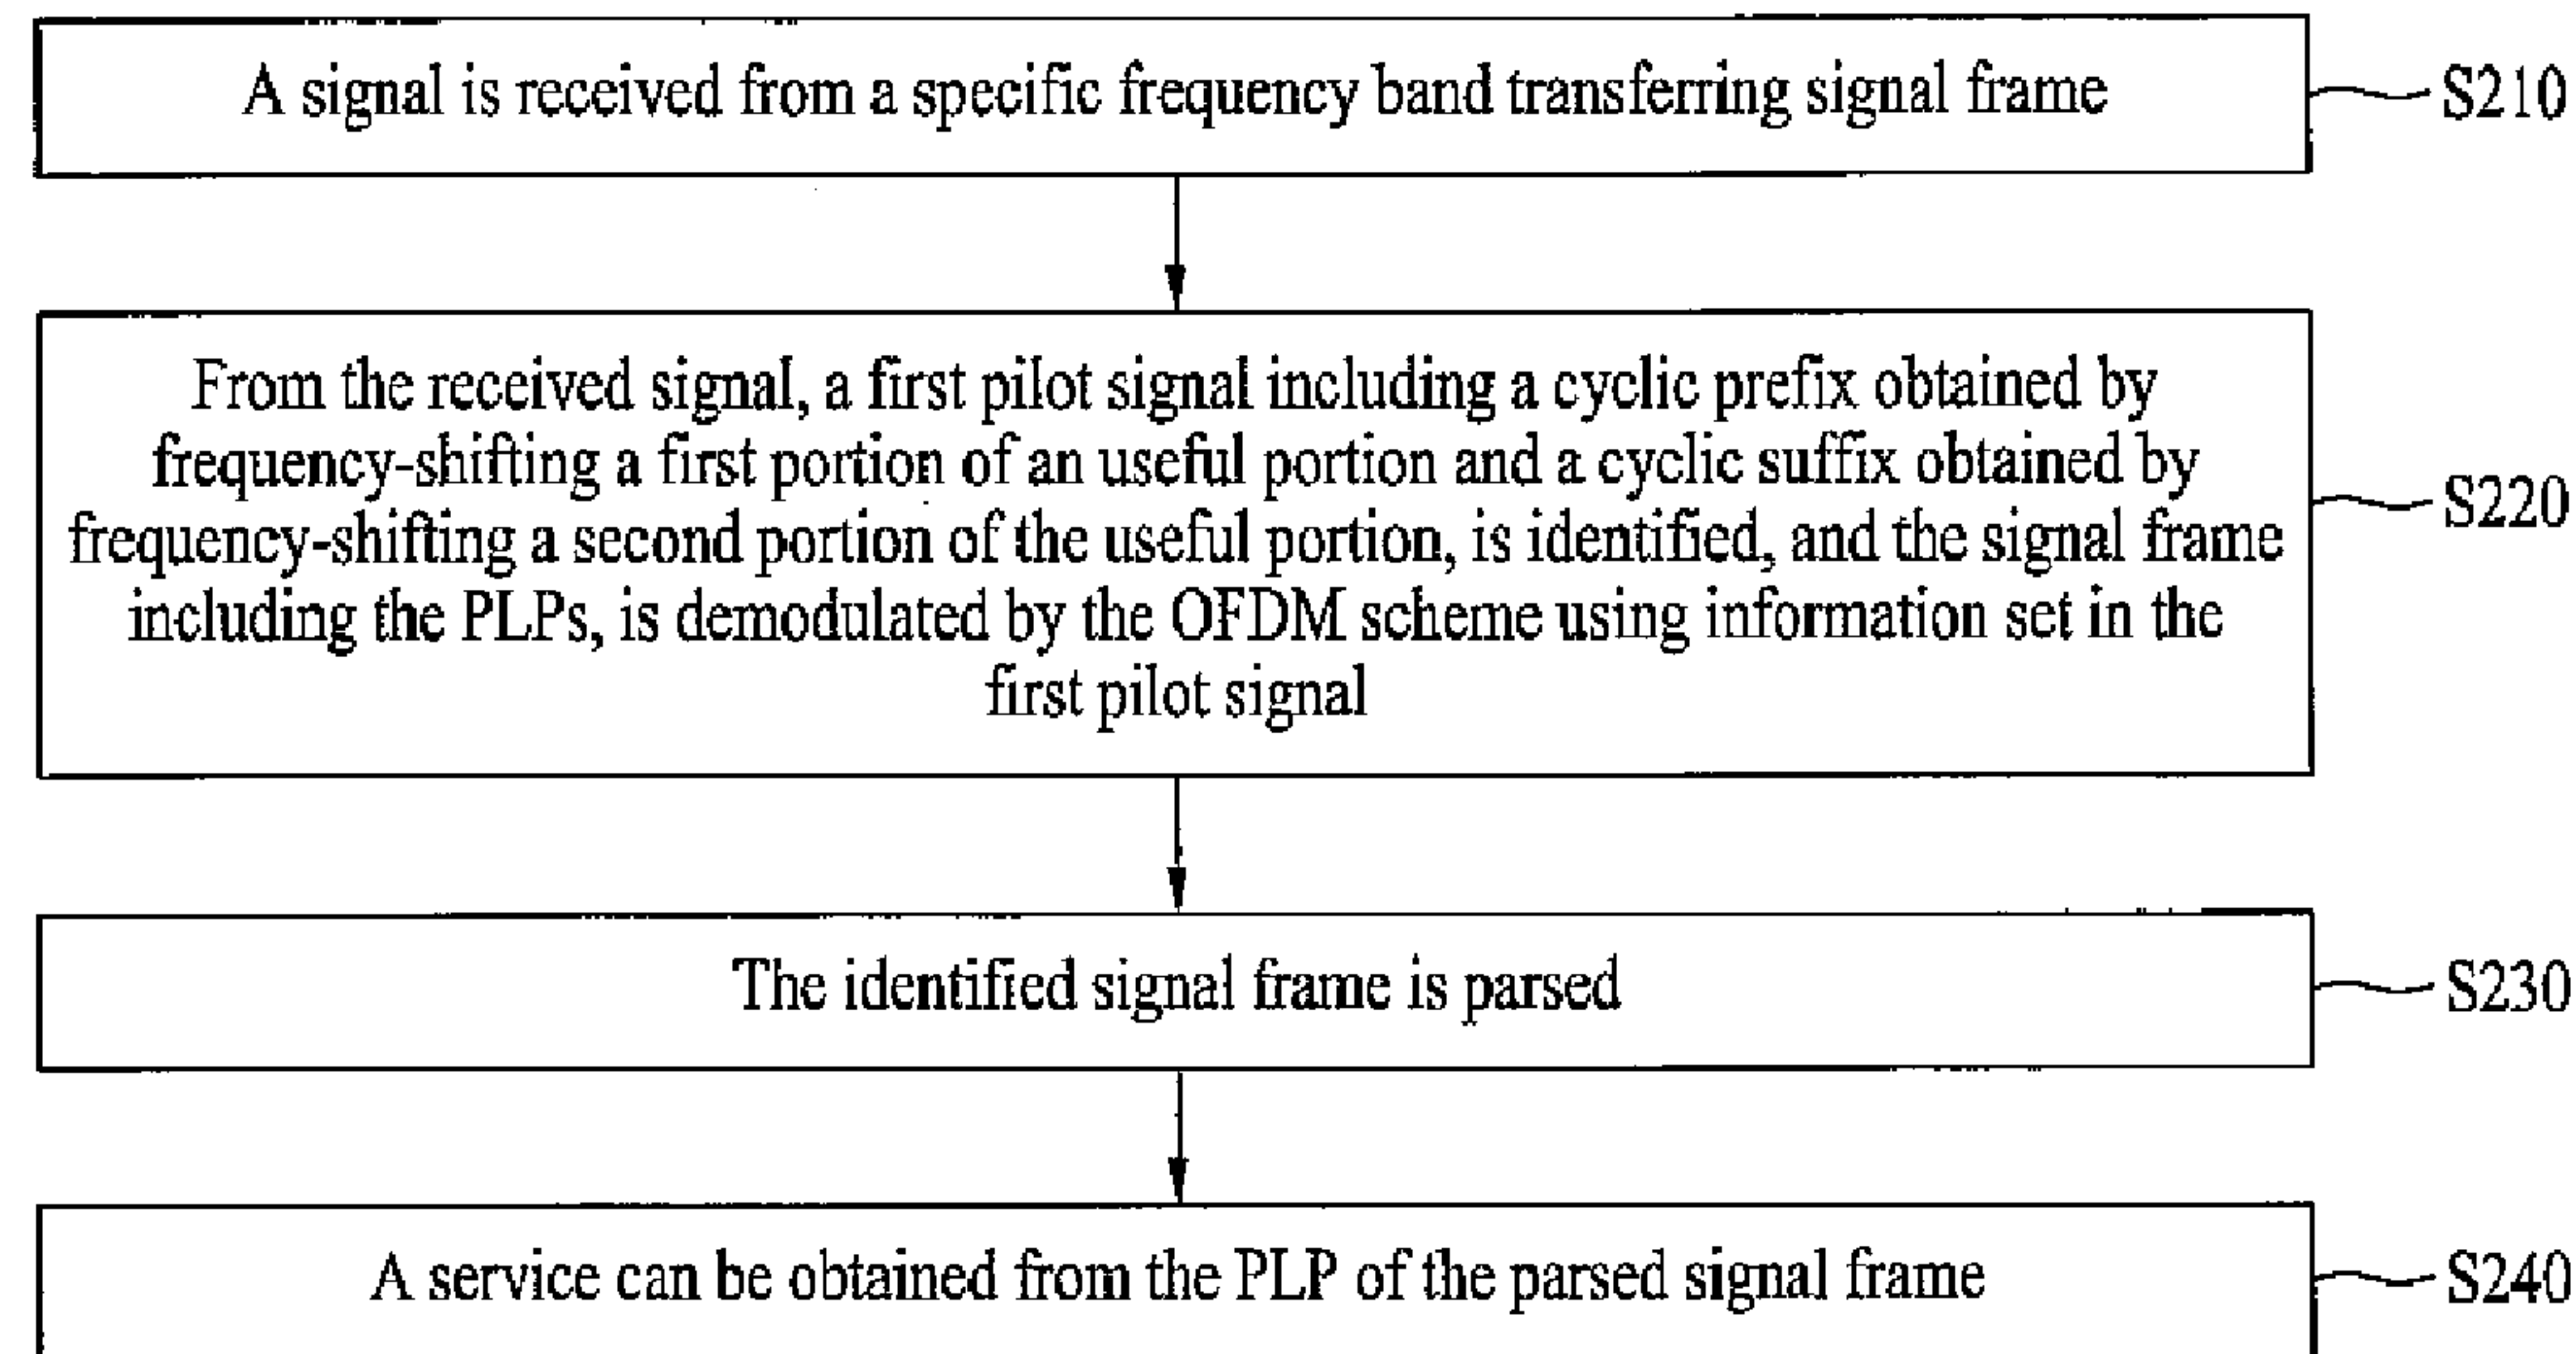 A signal is received from a specific frequency band transferring signal frame
S210
From the received signal, a first pilot signal including a cyclic prefix obtained by
frequency-shifting a first portion of an useful portion and a cyclic suffix obtained by
frequency-shifting a second portion of the useful portion, is identified, and the signal frame
including the PLPs, is demodulated by the OFDM scheme using information set in the
first pilot signal
S220
The identified signal frame is parsed
S230
A service can be obtained from the PLP of the parsed signal frame
S240